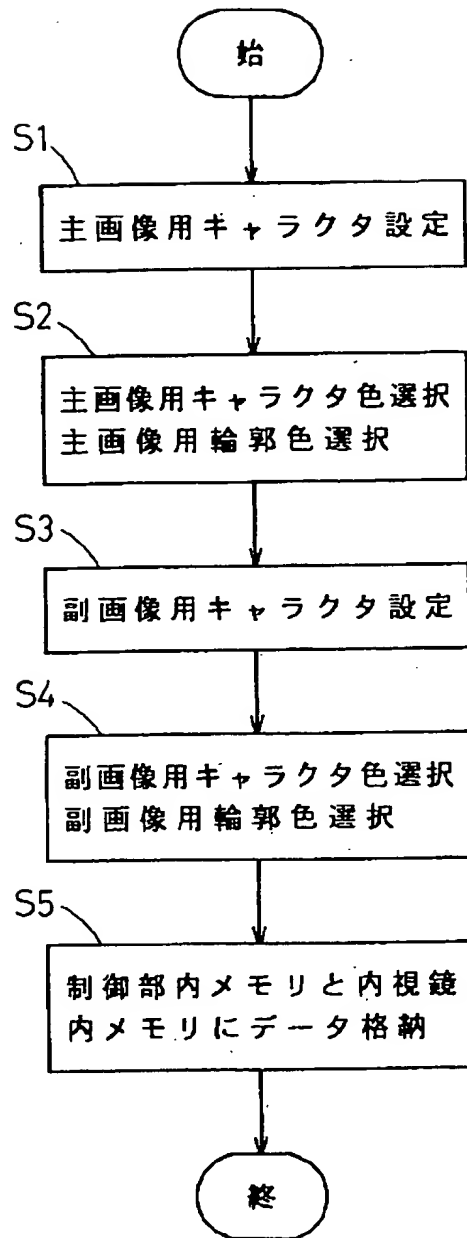 始
S1
主画像用キャラクタ設定
S2
主画像用キャラクタ色選択
主画像用輪郭色選択
S3
副画像用キャラクタ設定
S4
副画像用キャラクタ色選択
副画像用輪郭色選択
S5
制御部内メモリと内視鏡
内メモリにデータ格納
終